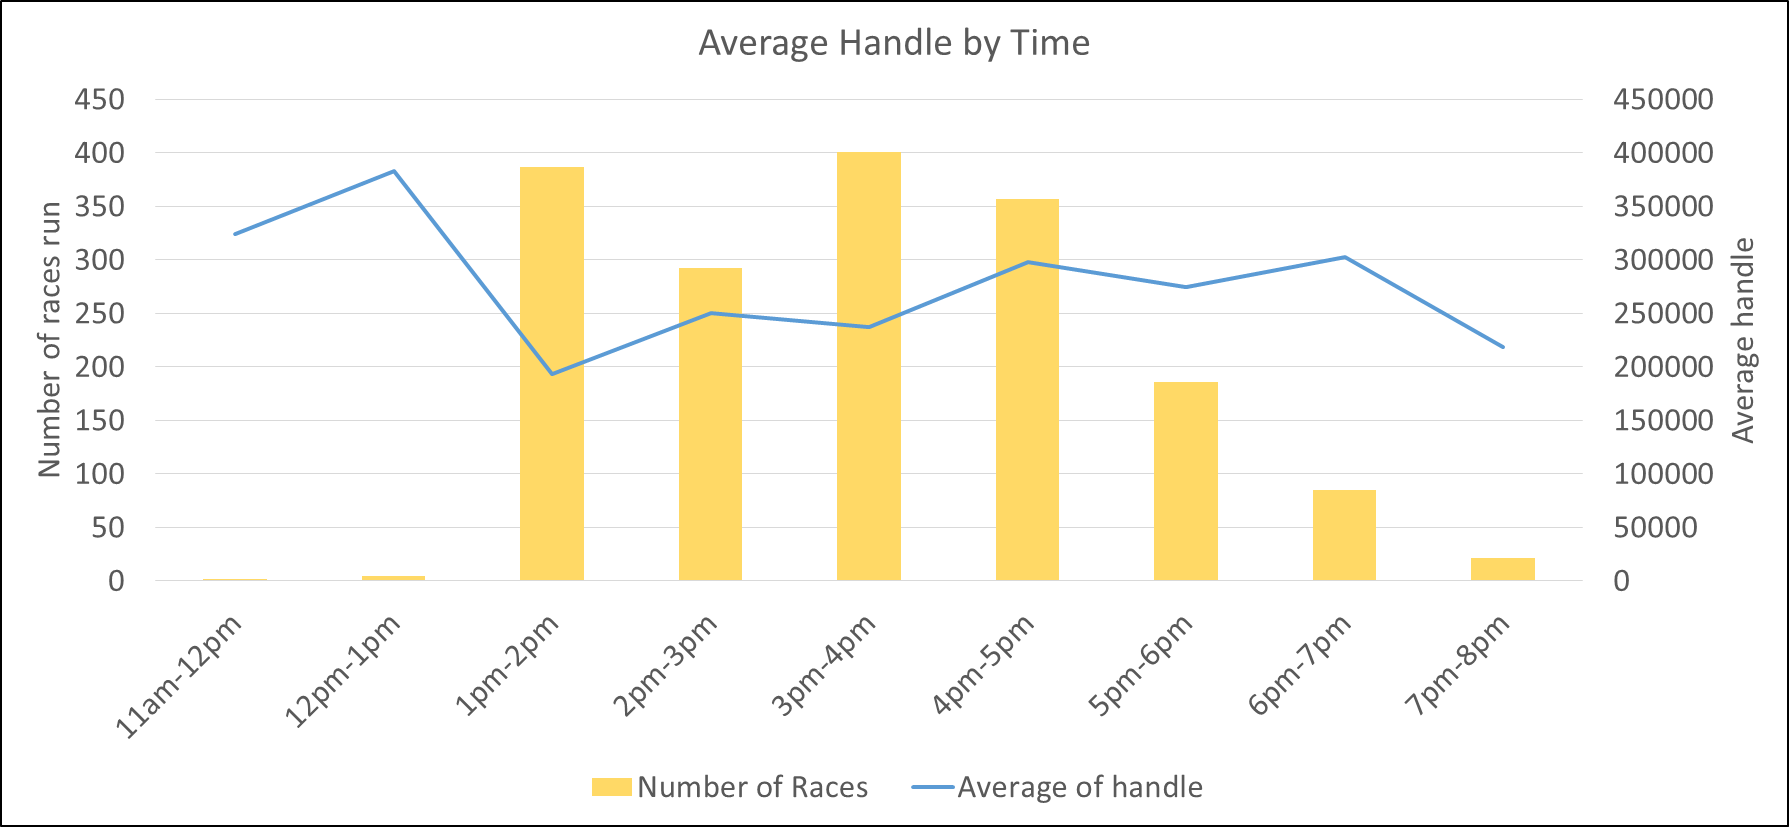 Average Handle by Time
Number of races run
450
400
350
300
250
200
150
100
50
0
450000
400000
350000
300000
250000
200000
150000
100000
50000
0
Average handle
11am-12pm
12pm-1pm
1pm-2pm
2pm-3pm
3pm-4pm
4pm-5pm
5pm-6pm
6pm-7pm
7pm-8pm
Number of Races
Average of handle